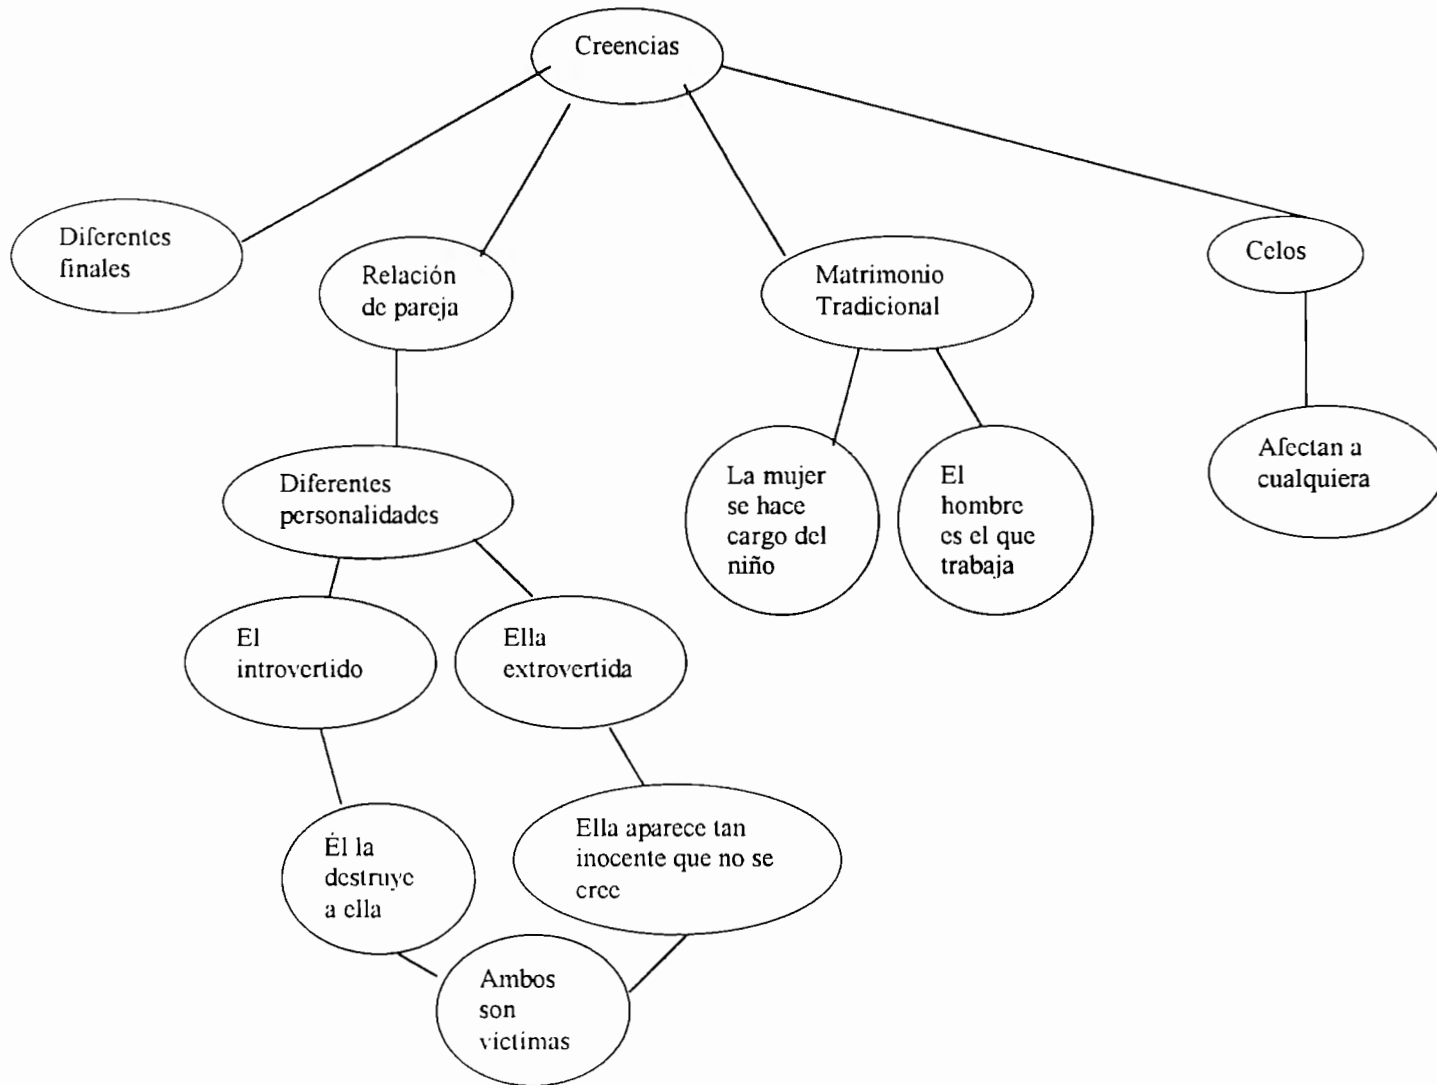 Creencias
Diferentes
finales
Relación
de pareja
Matrimonio
Tradicional
Celos
Diferentes
personalidades
La mujer
se hace
cargo del
niño
El
hombre
es el que
trabaja
Afectan a
cualquiera
El
introvertido
Ella
extrovertida
Él la
destruye
a ella
Ella aparece tan
inocente que no se
cree
Ambos
son
victimas